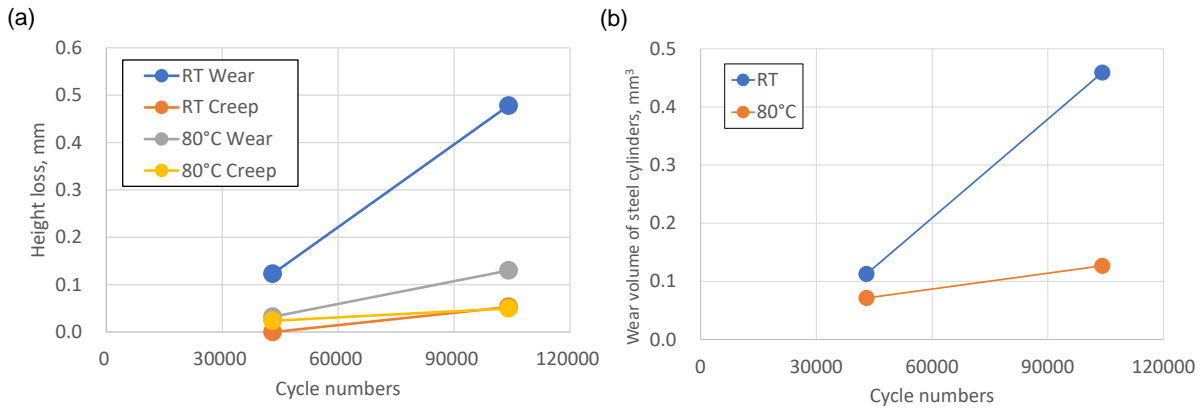 (a)
0.6
0.5
0.4
0.3
0.2
0.1
0.0
Height loss, mm
RT Wear
RT Creep
80°C Wear
80°C Creep
0
30000
60000
90000
120000
Cycle numbers
(b)
0.5
0.4
0.3
0.2
0.1
0.0
Wear volume of steel cylinders, mm³
RT
80°C
0
30000
60000
90000
120000
Cycle numbers